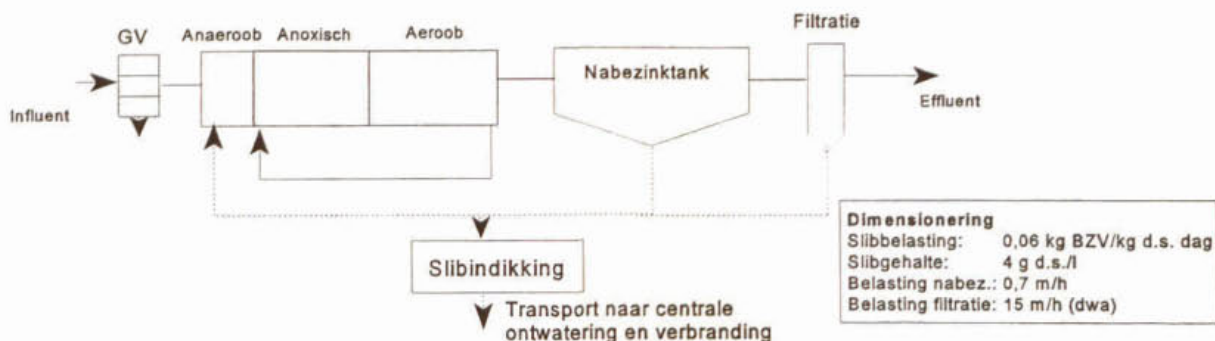 GV
Anaeroob
Anoxisch
Aeroob
Filtratie
Nabezinktank
Influent
Effluent
Slibindikking
Transport naar centrale
ontwatering en verbranding
Dimensionering
Slibbelasting: 0,06 kg BZV/kg d.s. dag
Slibgehalte: 4 g d.s./l
Belasting nabez.: 0,7 m/h
Belasting filtratie: 15 m/h (dwa)